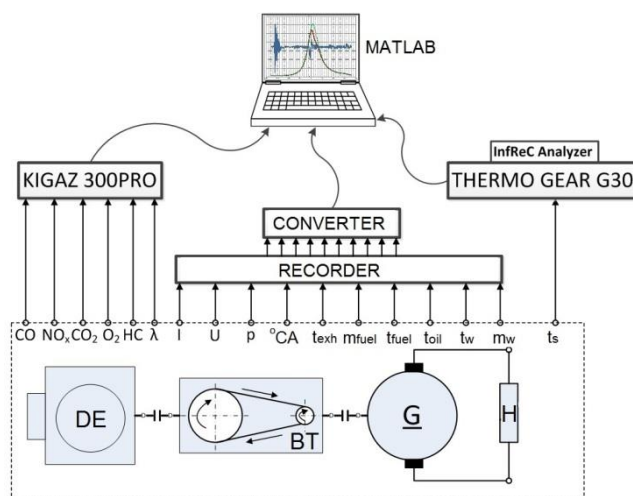 MATLAB
InfReC Analyzer
KIGAZ 300PRO
THERMO GEAR G30
CONVERTER
RECORDER
CO NOx CO2 O2 HC λ I U p °CA texh mfuel tfuel toil tw mw ts
DE
BT
G
H